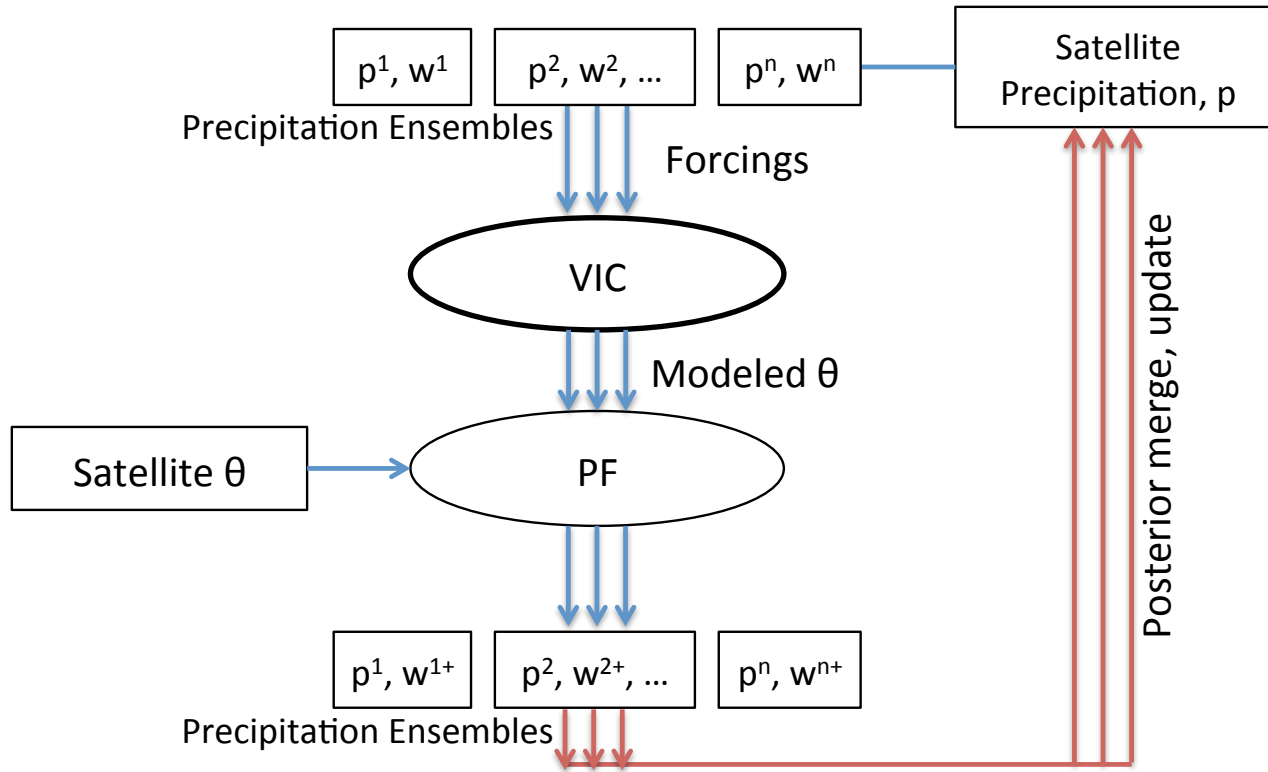 p¹, w¹
p², w², ...
pⁿ, wⁿ
Satellite
Precipitation, p
Precipitation Ensembles
Forcings
VIC
Modeled θ
Satellite θ
PF
Posterior merge, update
p¹, w¹⁺
p², w²⁺, ...
pⁿ, wⁿ⁺
Precipitation Ensembles